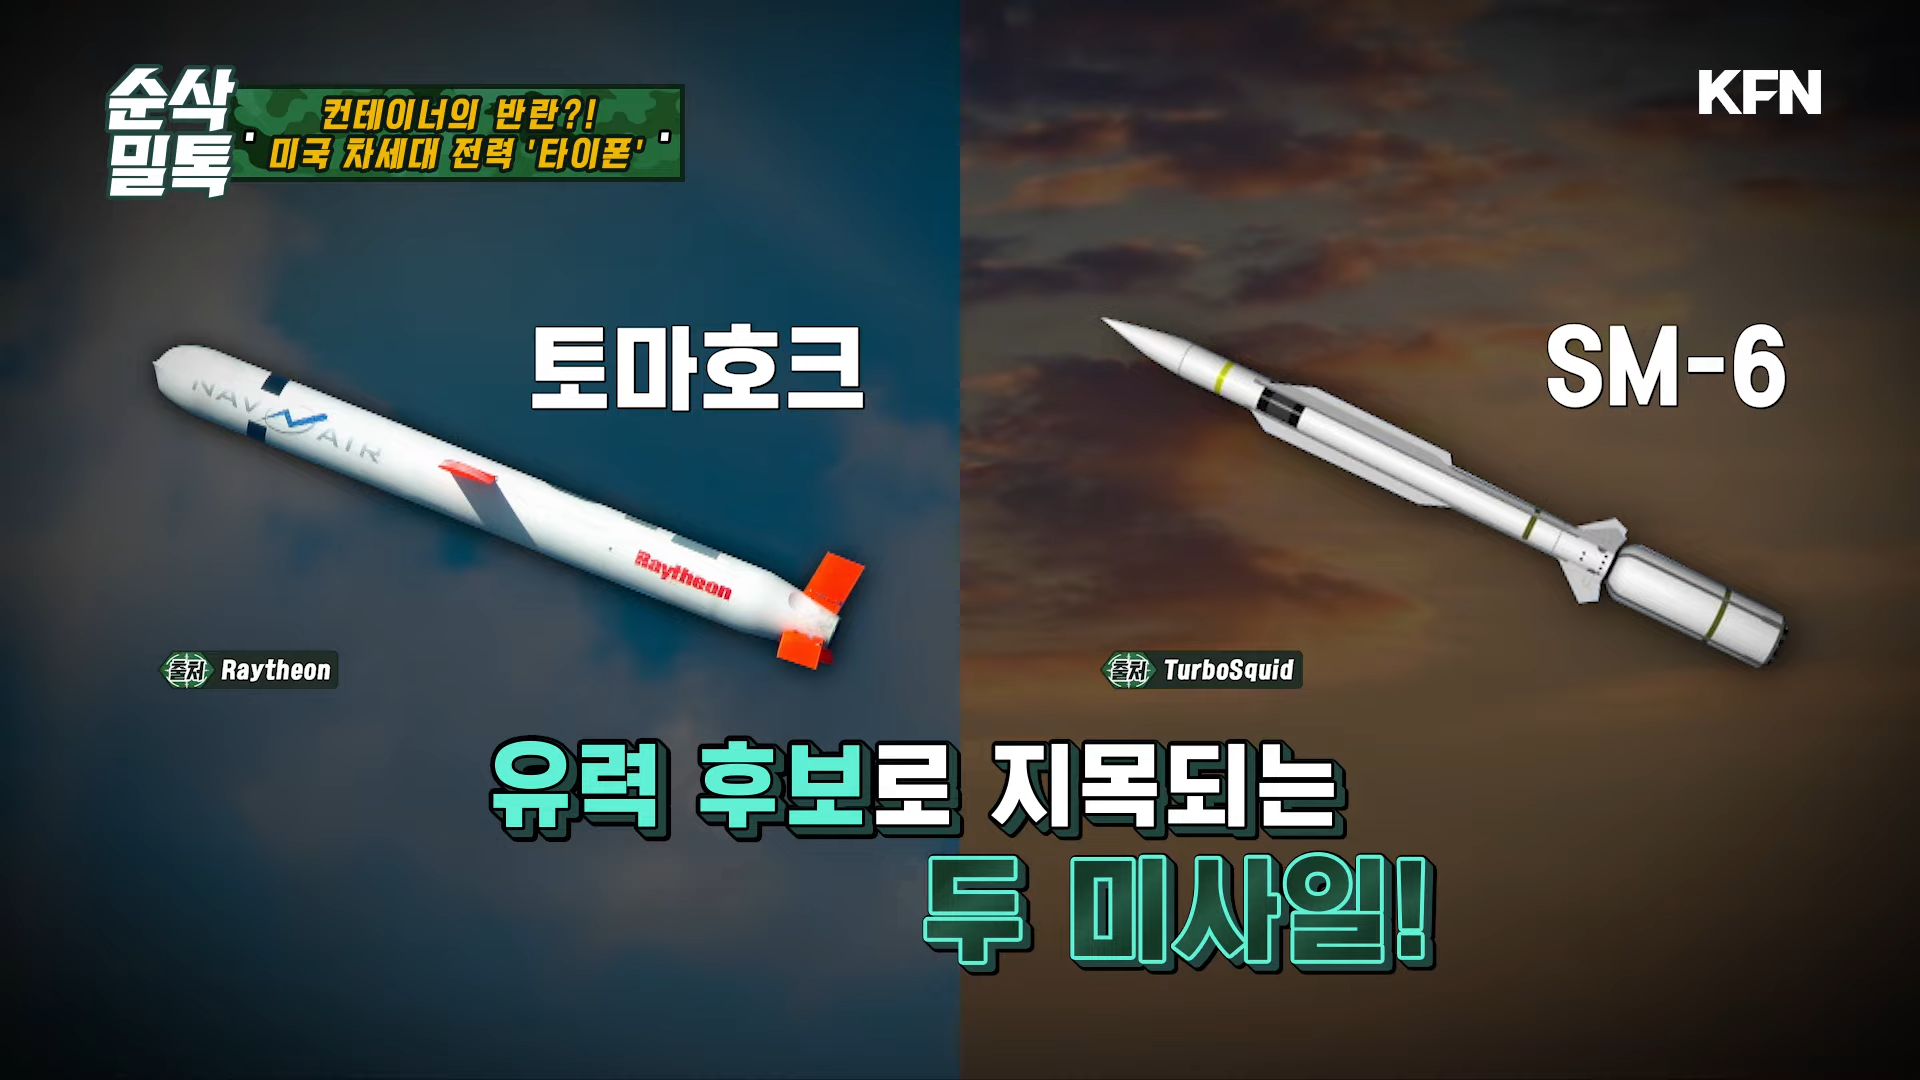 순삭
밀톡
컨테이너의 반란?!
미국 차세대 전력 '타이폰'
KFN
토마호크
SM-6
NAVAIR
Raytheon
출처 Raytheon
출처 TurboSquid
유력 후보로 지목되는
두 미사일!